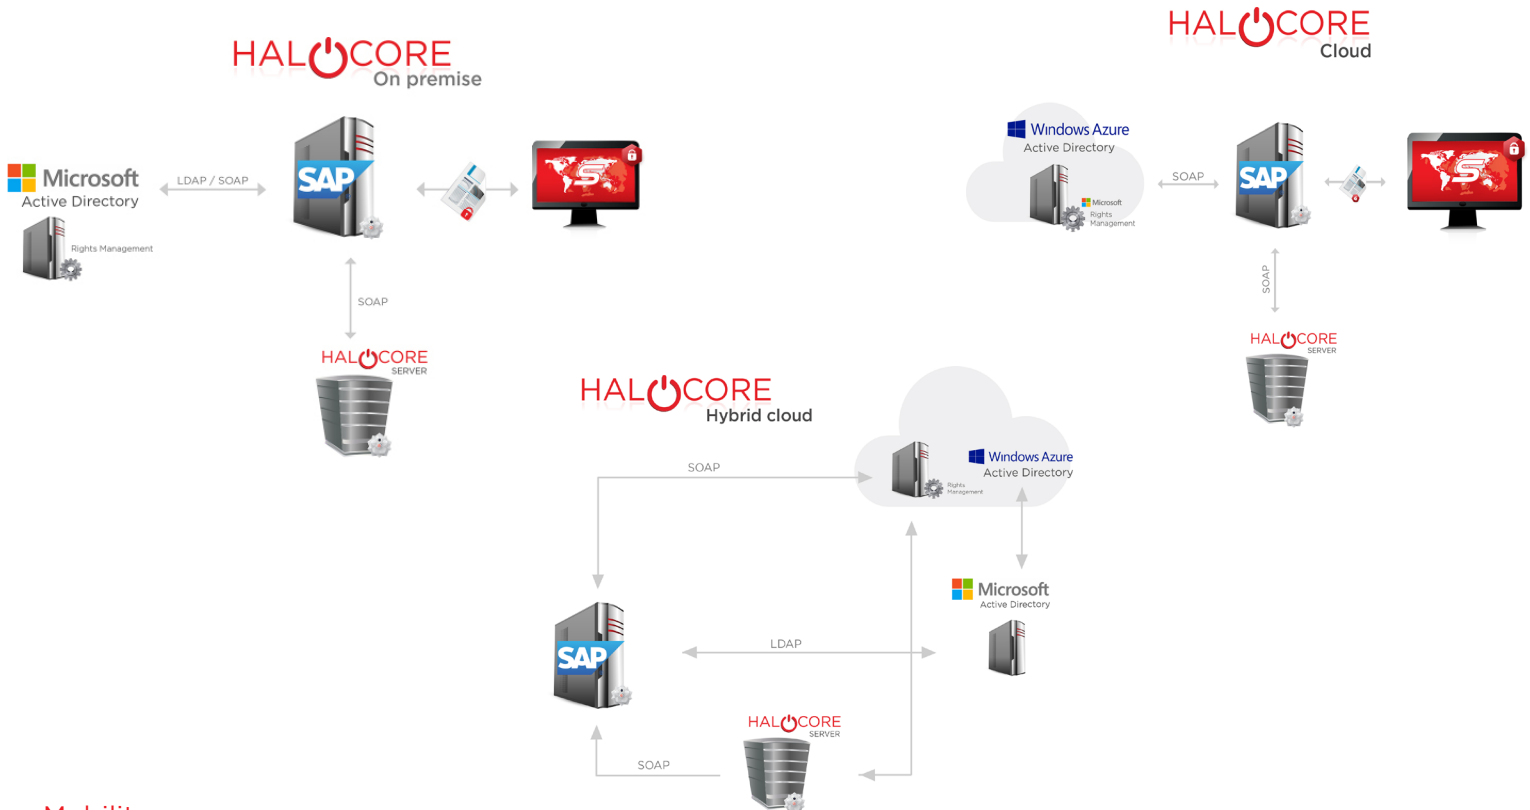 HALOCORE
On premise
Microsoft
Active Directory
Rights Management
LDAP / SOAP
SAP
SOAP
HALOCORE
SERVER
HALOCORE
Cloud
Windows Azure
Active Directory
Microsoft
Rights
Management
SOAP
SAP
SOAP
HALOCORE
SERVER
HALOCORE
Hybrid cloud
SOAP
Rights
Management
Windows Azure
Active Directory
Microsoft
Active Directory
SAP
LDAP
HALOCORE
SERVER
SOAP